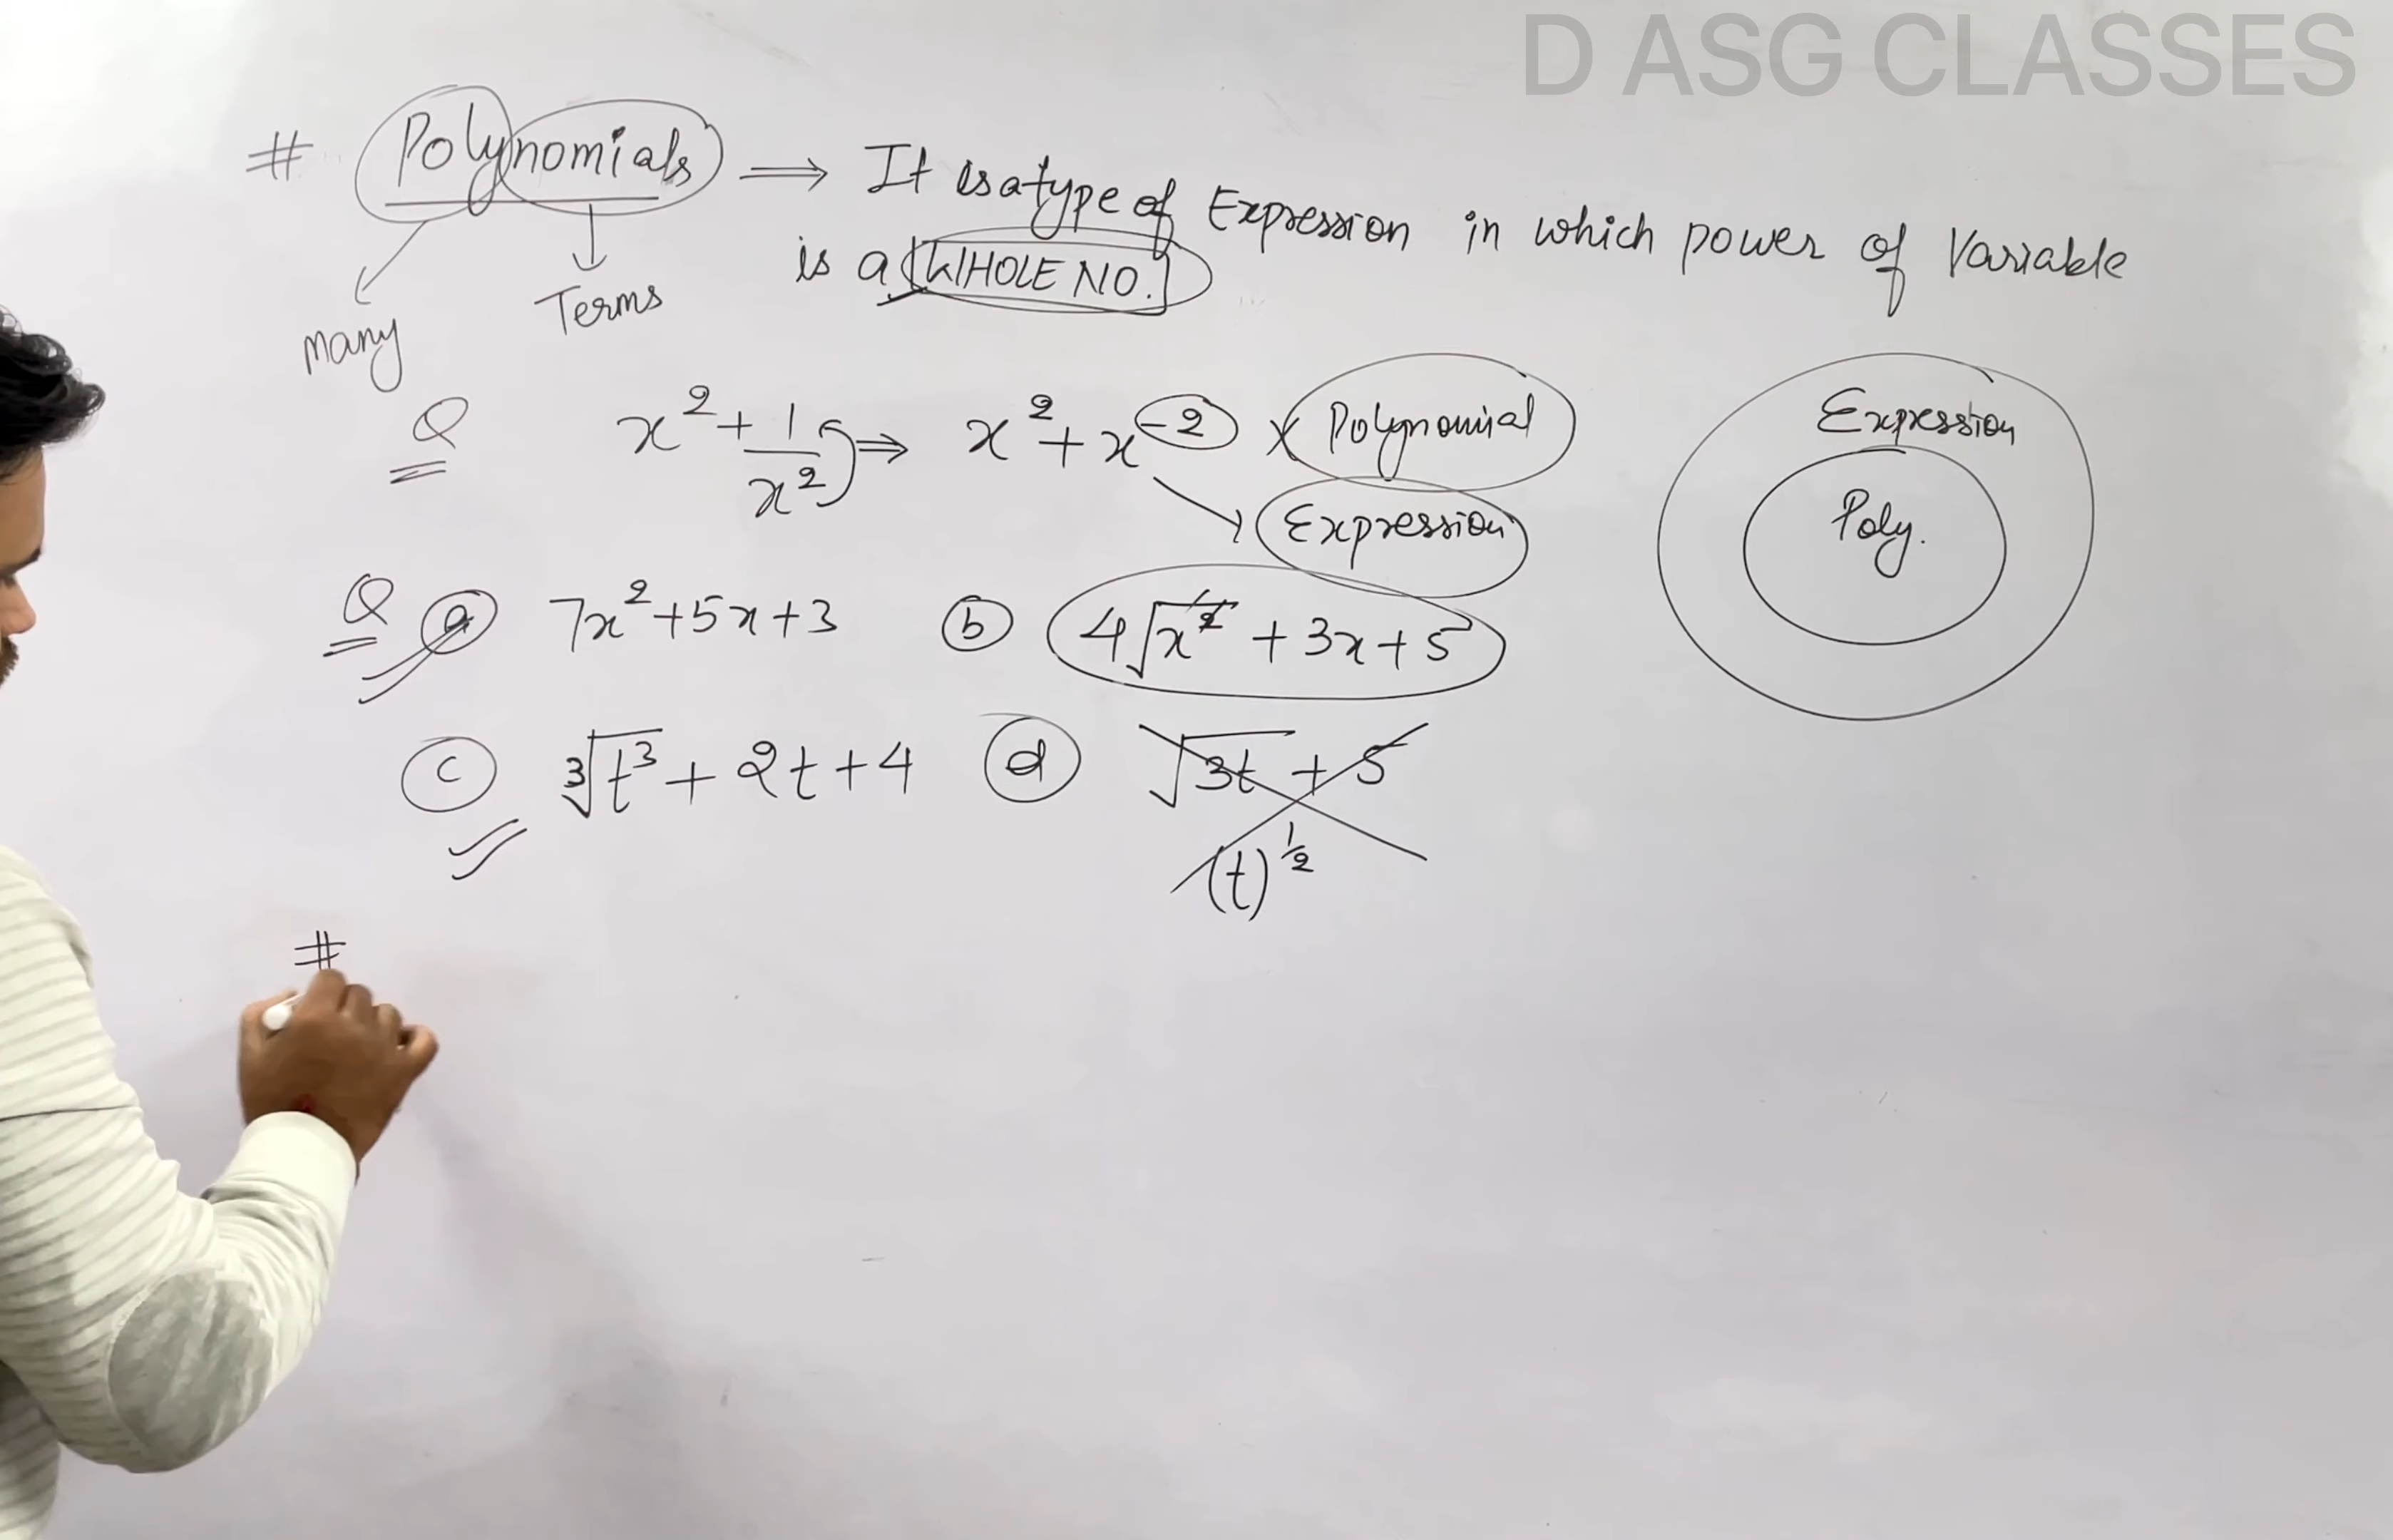 D ASG CLASSES
# Polynomials ⟹ It is a type of Expression in which power of Variable
is a WHOLE NO.
many Terms
Q x² + 1/x² ⟹ x² + x⁻² × Polynomial
Expression
Expression
Poly.
Q a 7x² + 5x + 3 b 4√x² + 3x + 5
c ³√t³ + 2t + 4 d √3t + 5
(t)^1/2
#